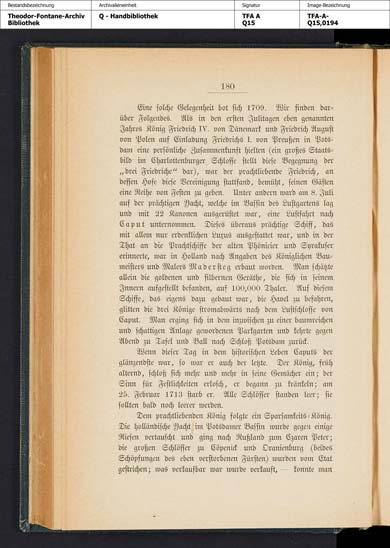 Bestandsbezeichnung
Archivalieneinheit
Signatur
Image-Bezeichnung
Theodor-Fontane-Archiv
Bibliothek
Q - Handbibliothek
TFA A
Q15
TFA-A-
Q15,0194
180
Eine solche Gelegenheit bot sich 1709. Wir finden dar-
über Folgendes. Als in den ersten Julitagen eben genannten
Jahres König Friedrich IV. von Dänemark und Friedrich August
von Polen auf Einladung Friedrichs I. von Preußen in Pots-
dam eine persönliche Zusammenkunft hielten (ein großes Staats-
bild im Charlottenburger Schlosse stellt diese Begegnung der
„drei Friedriche“ dar), war der prachtliebende Friedrich, an
dessen Hofe diese Vereinigung stattfand, bemüht, seinen Gästen
eine Reihe von Festen zu geben. Unter andern ward am 8. Juli
auf der prächtigen Yacht, welche im Bassin des Lustgartens lag
und mit 22 Kanonen ausgerüstet war, eine Lustfahrt nach
Caput unternommen. Dieses überaus prächtige Schiff, das
mit allem nur erdenklichen Luxus ausgestattet war, und in der
That an die Prachtschiffe der alten Phönicier und Syrakuser
erinnerte, war in Holland nach Angaben des Königlichen Bau-
meisters und Malers Madersteg erbaut worden. Man schätzte
allein die goldenen und silbernen Geräthe, die sich in seinem
Innern aufgestellt befanden, auf 100,000 Thaler. Auf diesem
Schiffe, das eigens dazu gebaut war, die Havel zu befahren,
glitten die drei Könige stromabwärts nach dem Lustschlosse von
Caput. Man erging sich in dem inzwischen zu einer baumreichen
und schattigen Anlage gewordenen Parkgarten und kehrte gegen
Abend zu Tafel und Ball nach Schloß Potsdam zurück.
Wenn dieser Tag in dem historischen Leben Caputs der
glänzendste war, so war er auch der letzte. Der König, früh
alternd, schloß sich mehr und mehr in seine Gemächer ein; der
Sinn für Festlichkeiten erlosch, er begann zu kränkeln; am
25. Februar 1713 starb er. Alle Schlösser standen leer; sie
sollten bald noch leerer werden.
Dem prachtliebenden König folgte ein Sparsamkeits-König.
Die holländische Yacht im Potsdamer Bassin wurde gegen einige
Riesen vertauscht und ging nach Rußland zum Czaren Peter;
die großen Schlösser zu Cöpenick und Oranienburg (beides
Schöpfungen des eben verstorbenen Fürsten) wurden vom Etat
gestrichen; was verkaufbar war wurde verkauft, — konnte man